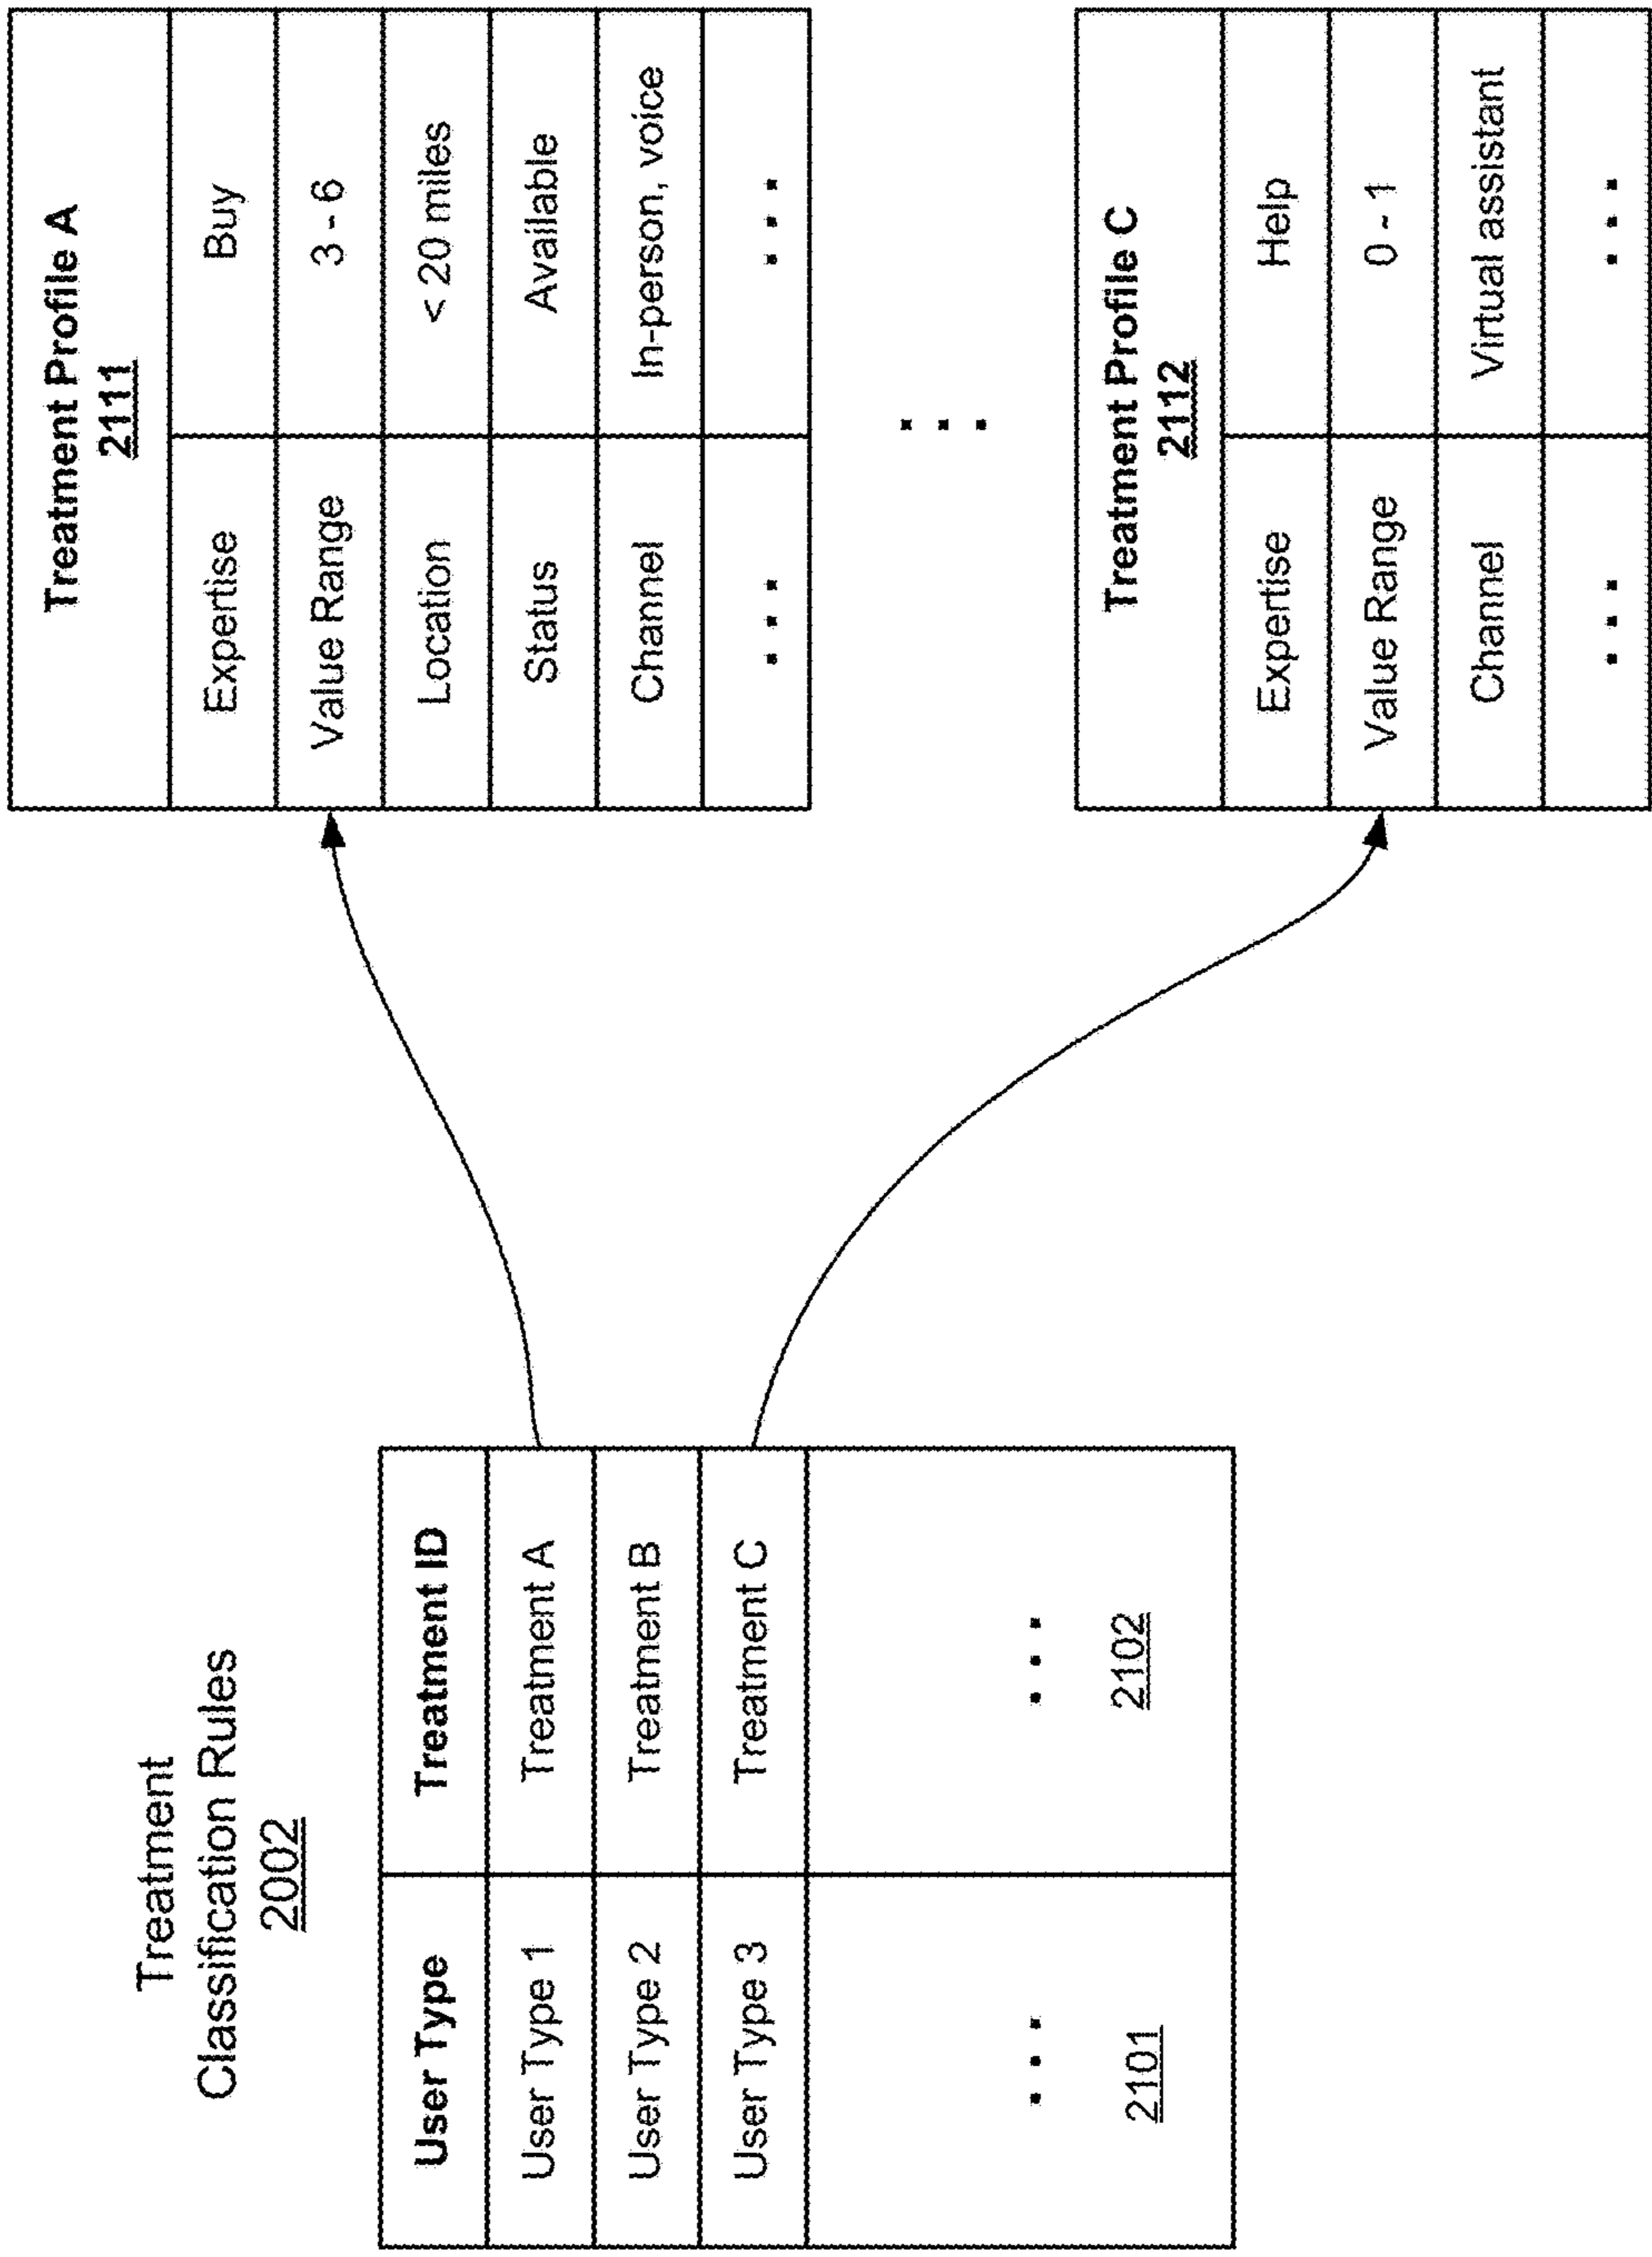 Treatment
Classification Rules
2002
User Type Treatment ID
User Type 1 Treatment A
User Type 2 Treatment B
User Type 3 Treatment C
. . . . . .
2101 2102
Treatment Profile A
2111
Expertise Buy
Value Range 3 - 6
Location < 20 miles
Status Available
Channel In-person, voice
. . . . . .
. . .
Treatment Profile C
2112
Expertise Help
Value Range 0 - 1
Channel Virtual assistant
. . . . . .